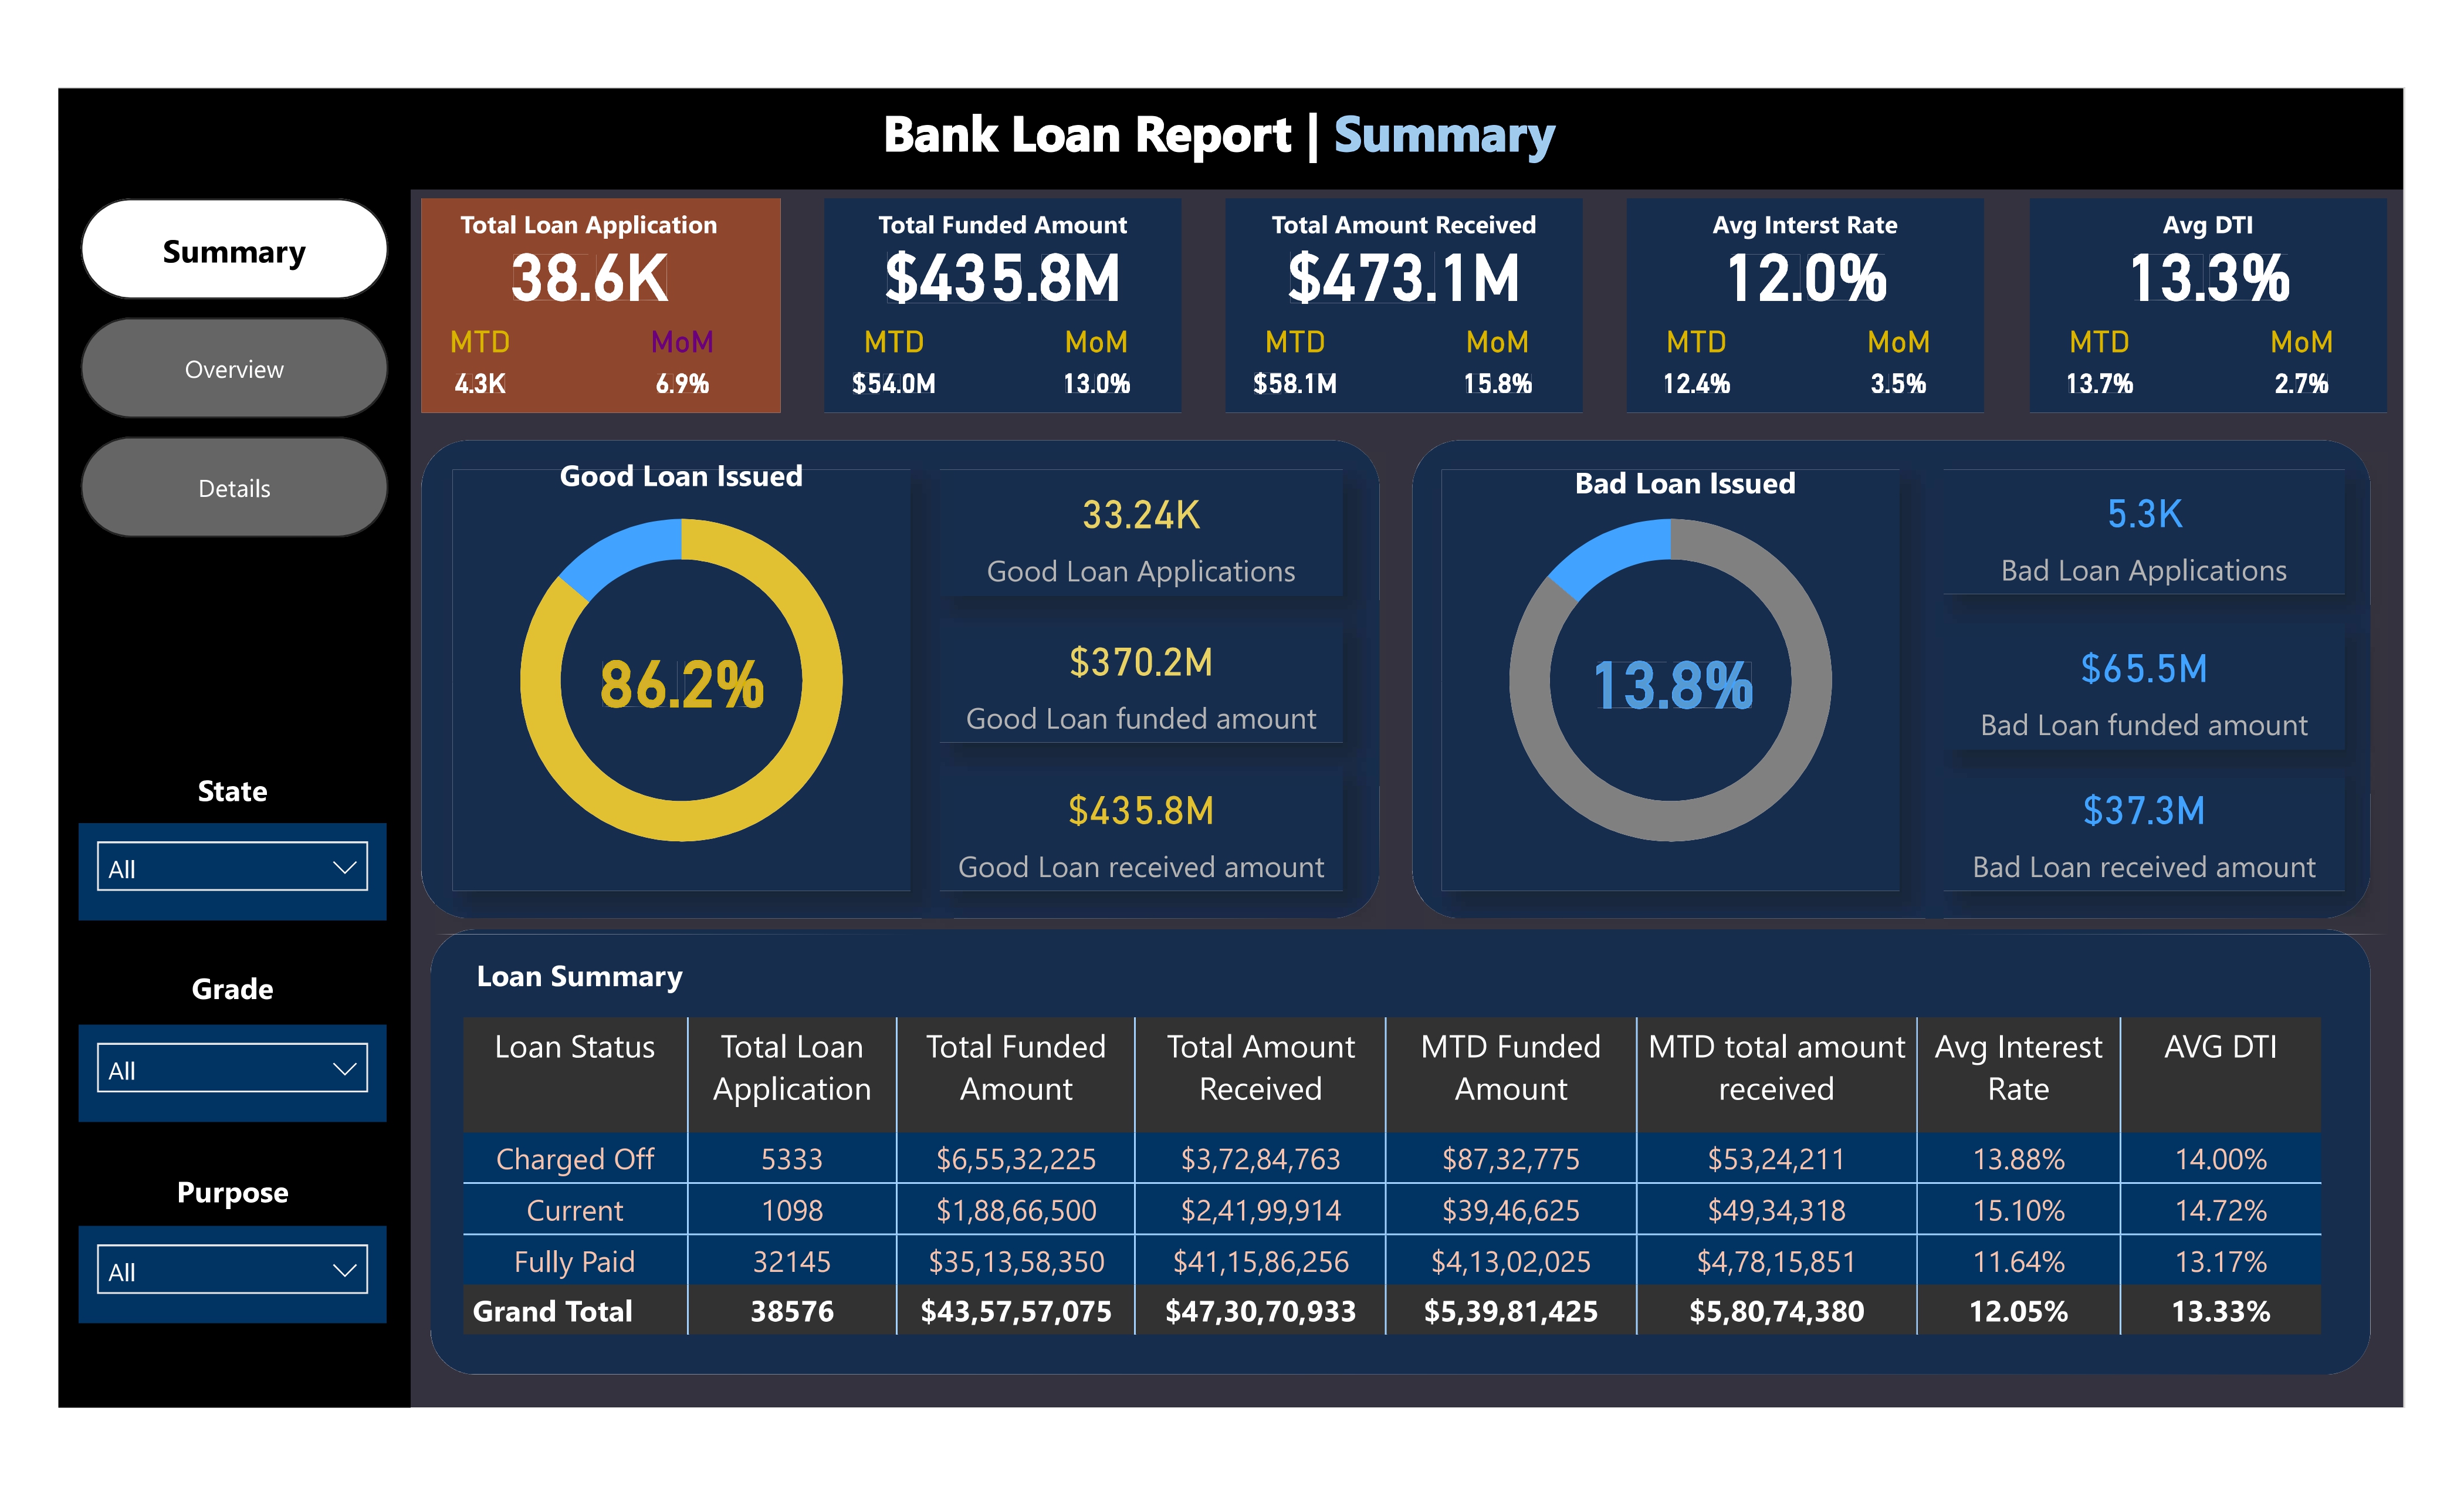 Bank Loan Report | Summary
Summary
Overview
Details
State
All
Grade
All
Purpose
All
Total Loan Application
38.6K
MTD MoM
4.3K 6.9%
Total Funded Amount
$435.8M
MTD MoM
$54.0M 13.0%
Total Amount Received
$473.1M
MTD MoM
$58.1M 15.8%
Avg Interst Rate
12.0%
MTD MoM
12.4% 3.5%
Avg DTI
13.3%
MTD MoM
13.7% 2.7%
Good Loan Issued
86.2%
33.24K
Good Loan Applications
$370.2M
Good Loan funded amount
$435.8M
Good Loan received amount
Bad Loan Issued
13.8%
5.3K
Bad Loan Applications
$65.5M
Bad Loan funded amount
$37.3M
Bad Loan received amount
Loan Summary
Loan Status Total Loan Application Total Funded Amount Total Amount Received MTD Funded Amount MTD total amount received Avg Interest Rate AVG DTI
Charged Off 5333 $6,55,32,225 $3,72,84,763 $87,32,775 $53,24,211 13.88% 14.00%
Current 1098 $1,88,66,500 $2,41,99,914 $39,46,625 $49,34,318 15.10% 14.72%
Fully Paid 32145 $35,13,58,350 $41,15,86,256 $4,13,02,025 $4,78,15,851 11.64% 13.17%
Grand Total 38576 $43,57,57,075 $47,30,70,933 $5,39,81,425 $5,80,74,380 12.05% 13.33%